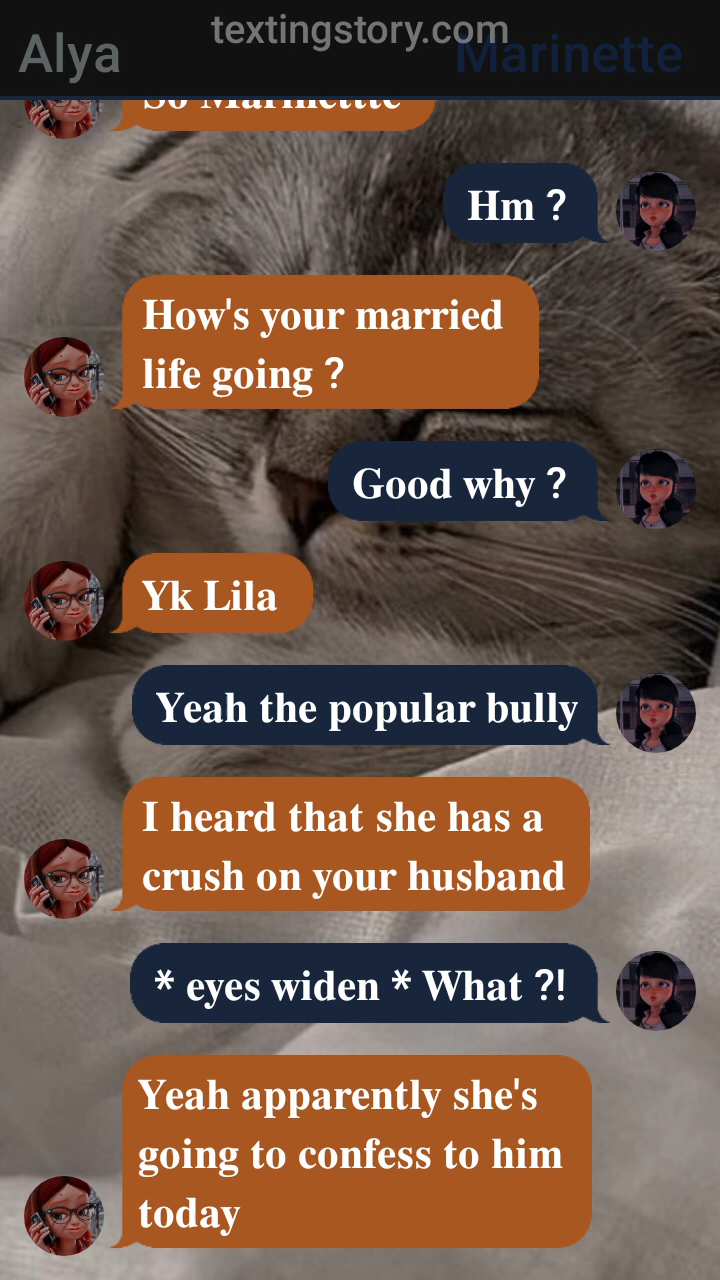 textingstory.com
Alya
Marinette
So Marinettte
Hm ?
How's your married
life going ?
Good why ?
Yk Lila
Yeah the popular bully
I heard that she has a
crush on your husband
* eyes widen * What ?!
Yeah apparently she's
going to confess to him
today